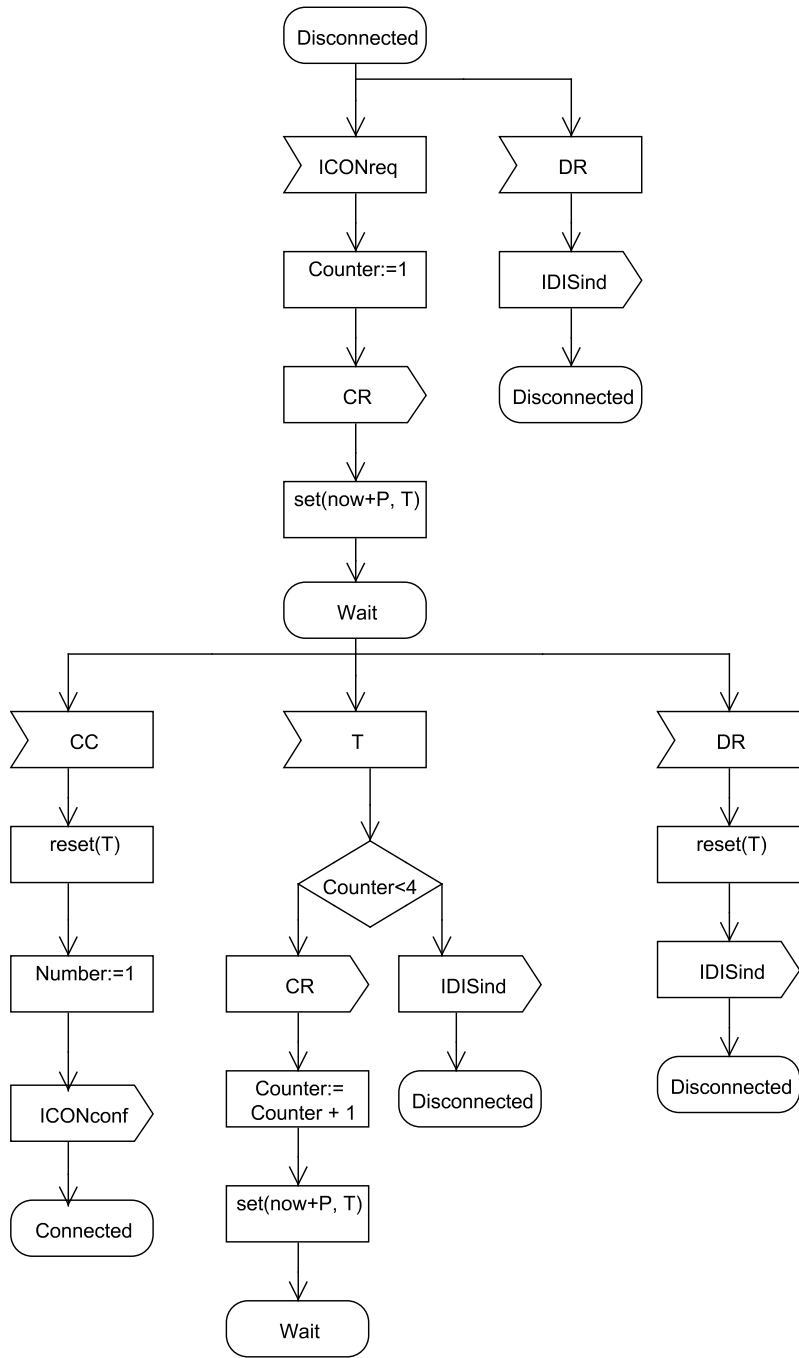 Disconnected
ICONreq
DR
Counter:=1
IDISind
CR
Disconnected
set(now+P, T)
Wait
CC
T
DR
reset(T)
reset(T)
Counter<4
Number:=1
CR
IDISind
IDISind
ICONconf
Counter:=
Counter + 1
Disconnected
Disconnected
Connected
set(now+P, T)
Wait